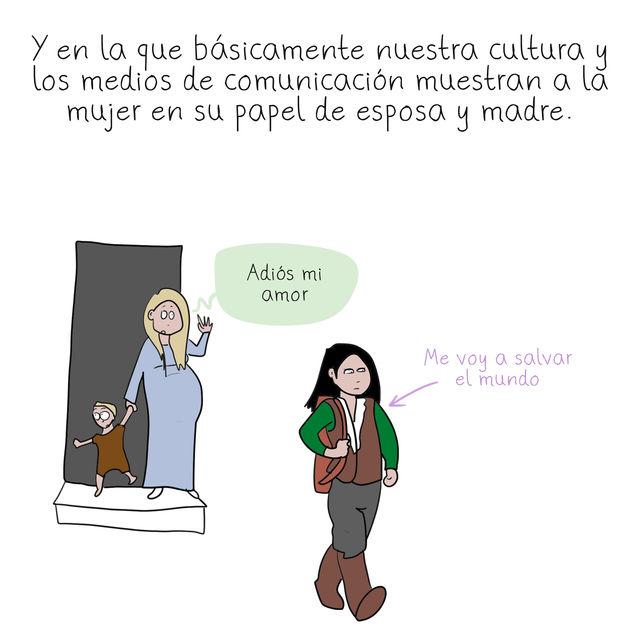 Y en la que básicamente nuestra cultura y
los medios de comunicación muestran a la
mujer en su papel de esposa y madre.
Adiós mi
amor
Me voy a salvar
el mundo